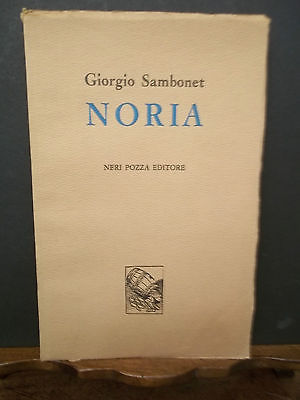 Giorgio Sambonet
NORIA
NERI POZZA EDITORE